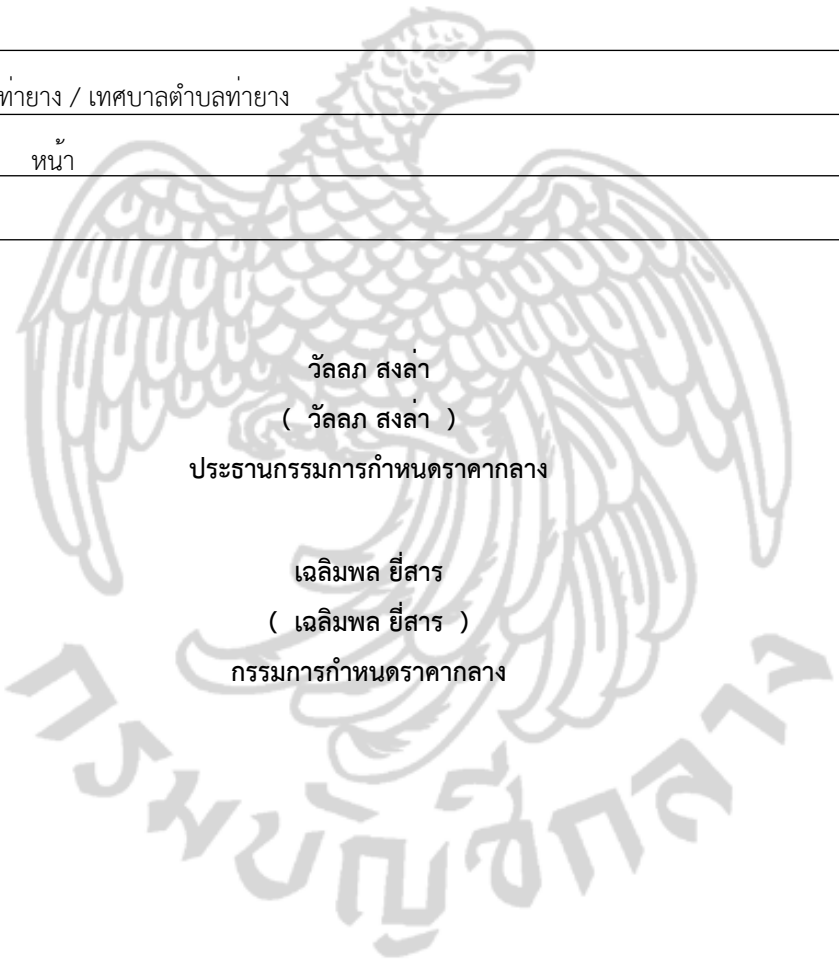 ท่ายาง / เทศบาลตำบลท่ายาง
หน้า
วัลลภ สงล่า
( วัลลภ สงล่า )
ประธานกรรมการกำหนดราคากลาง
เฉลิมพล ยี่สาร
( เฉลิมพล ยี่สาร )
กรรมการกำหนดราคากลาง
กรมบัญชีกลาง